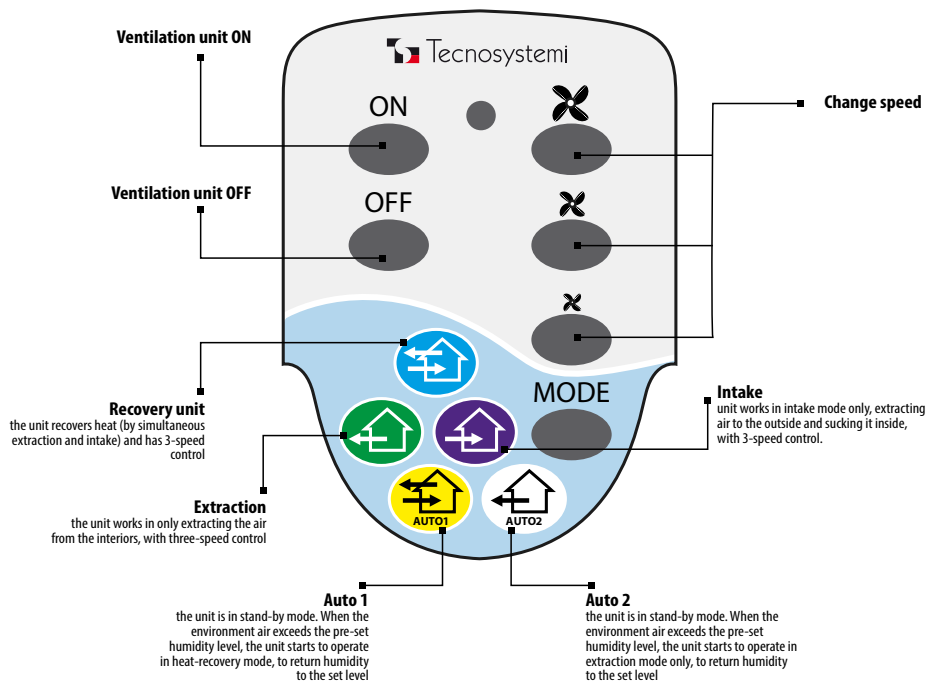 Ventilation unit ON
Tecnosystemi
Change speed
ON
Ventilation unit OFF
OFF
MODE
Recovery unit
the unit recovers heat (by simultaneous
extraction and intake) and has 3-speed
control
Intake
unit works in intake mode only, extracting
air to the outside and sucking it inside,
with 3-speed control.
Extraction
the unit works in only extracting the air
from the interiors, with three-speed control
AUTO1
AUTO2
Auto 1
the unit is in stand-by mode. When the
environment air exceeds the pre-set
humidity level, the unit starts to operate
in heat-recovery mode, to return humidity
to the set level
Auto 2
the unit is in stand-by mode. When the
environment air exceeds the pre-set
humidity level, the unit starts to operate in
extraction mode only, to return humidity
to the set level